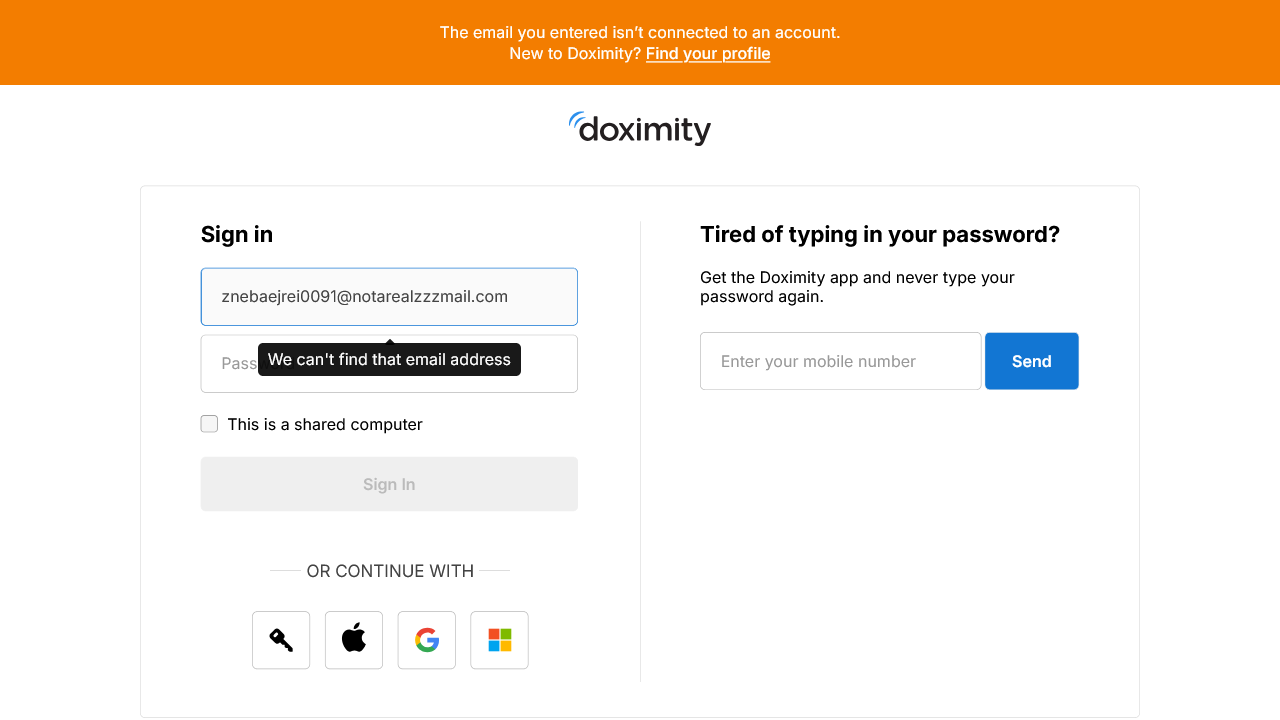 The email you entered isn’t connected to an account.
New to Doximity? Find your profile
doximity
Sign in
znebaejrei0091@notarealzzzmail.com
We can't find that email address
Pass
This is a shared computer
Sign In
OR CONTINUE WITH
Tired of typing in your password?
Get the Doximity app and never type your
password again.
Enter your mobile number
Send